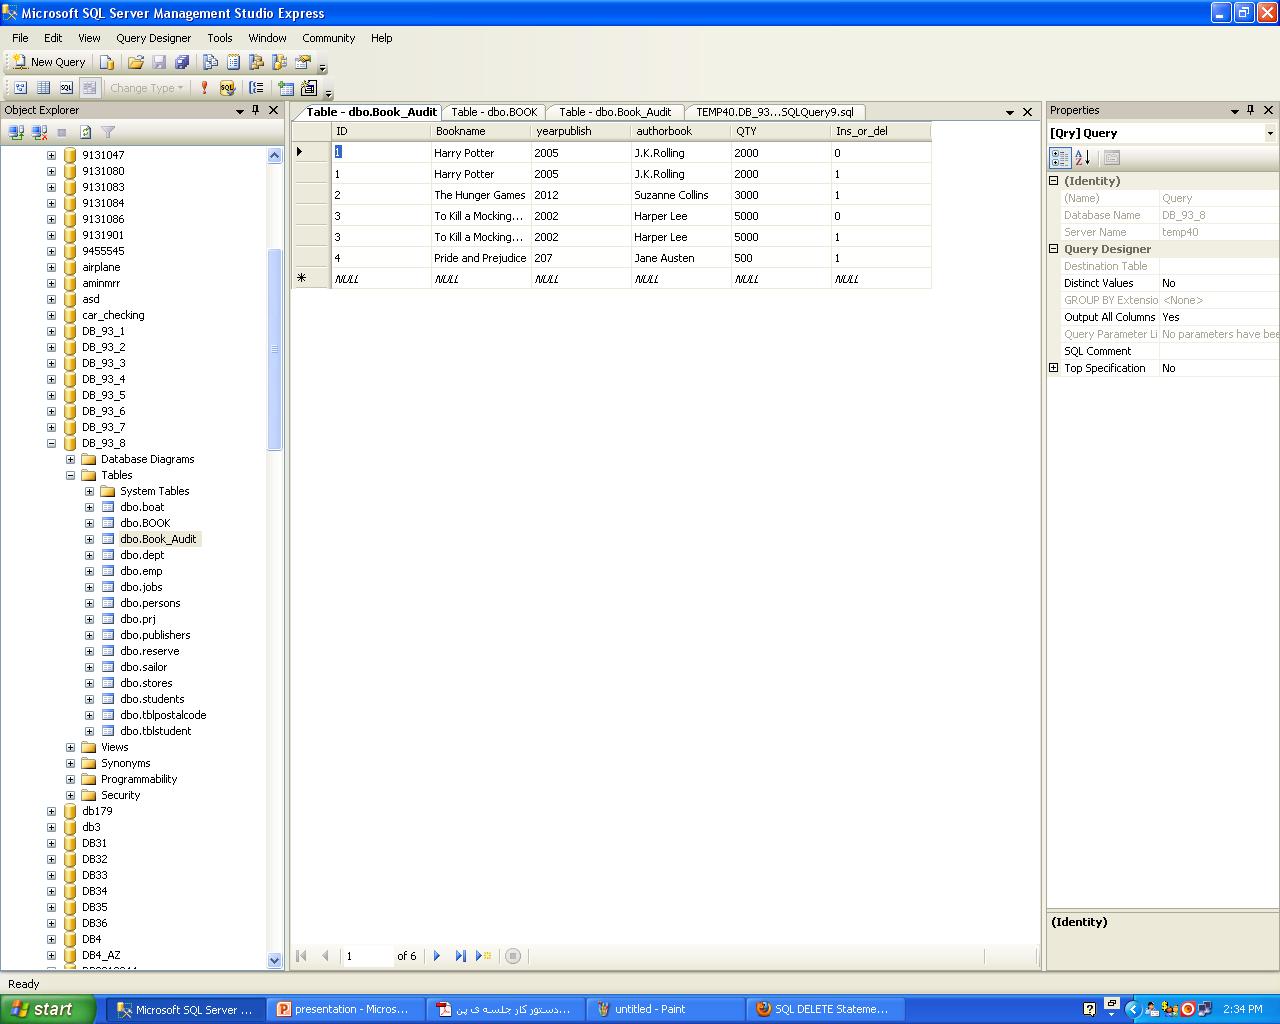 Microsoft SQL Server Management Studio Express
File Edit View Query Designer Tools Window Community Help
New Query
Change Type
Object Explorer
9131047
9131080
9131083
9131084
9131086
9131901
9455545
airplane
aminmrr
asd
car_checking
DB_93_1
DB_93_2
DB_93_3
DB_93_4
DB_93_5
DB_93_6
DB_93_7
DB_93_8
Database Diagrams
Tables
System Tables
dbo.boat
dbo.BOOK
dbo.Book_Audit
dbo.dept
dbo.emp
dbo.jobs
dbo.persons
dbo.prj
dbo.publishers
dbo.reserve
dbo.sailor
dbo.stores
dbo.students
dbo.tblpostalcode
dbo.tblstudent
Views
Synonyms
Programmability
Security
db179
db3
DB31
DB32
DB33
DB34
DB35
DB36
DB4
DB4_AZ
Table - dbo.Book_Audit Table - dbo.BOOK Table - dbo.Book_Audit TEMP40.DB_93...SQLQuery9.sql
ID Bookname yearpublish authorbook QTY Ins_or_del
1 Harry Potter 2005 J.K.Rolling 2000 0
1 Harry Potter 2005 J.K.Rolling 2000 1
2 The Hunger Games 2012 Suzanne Collins 3000 1
3 To Kill a Mocking... 2002 Harper Lee 5000 0
3 To Kill a Mocking... 2002 Harper Lee 5000 1
4 Pride and Prejudice 207 Jane Austen 500 1
NULL NULL NULL NULL NULL NULL
1 of 6
Properties
[Qry] Query
(Identity)
(Name) Query
Database Name DB_93_8
Server Name temp40
Query Designer
Destination Table
Distinct Values No
GROUP BY Extensio <None>
Output All Columns Yes
Query Parameter Li No parameters have bee
SQL Comment
Top Specification No
(Identity)
Ready
start Microsoft SQL Server ... presentation - Micros... دستور کار جلسه ی پن... untitled - Paint SQL DELETE Stateme... 2:34 PM